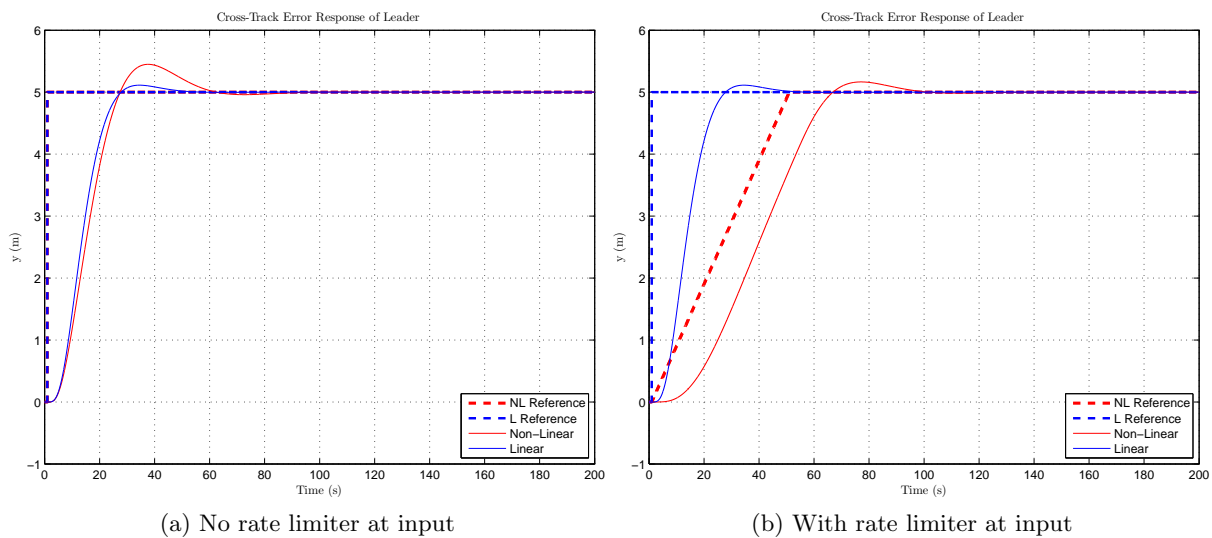 Cross-Track Error Response of Leader
6
5
4
3
2
1
0
−1
y (m)
0 20 40 60 80 100 120 140 160 180 200
Time (s)
NL Reference
L Reference
Non−Linear
Linear
(a) No rate limiter at input
Cross-Track Error Response of Leader
6
5
4
3
2
1
0
−1
y (m)
0 20 40 60 80 100 120 140 160 180 200
Time (s)
NL Reference
L Reference
Non−Linear
Linear
(b) With rate limiter at input